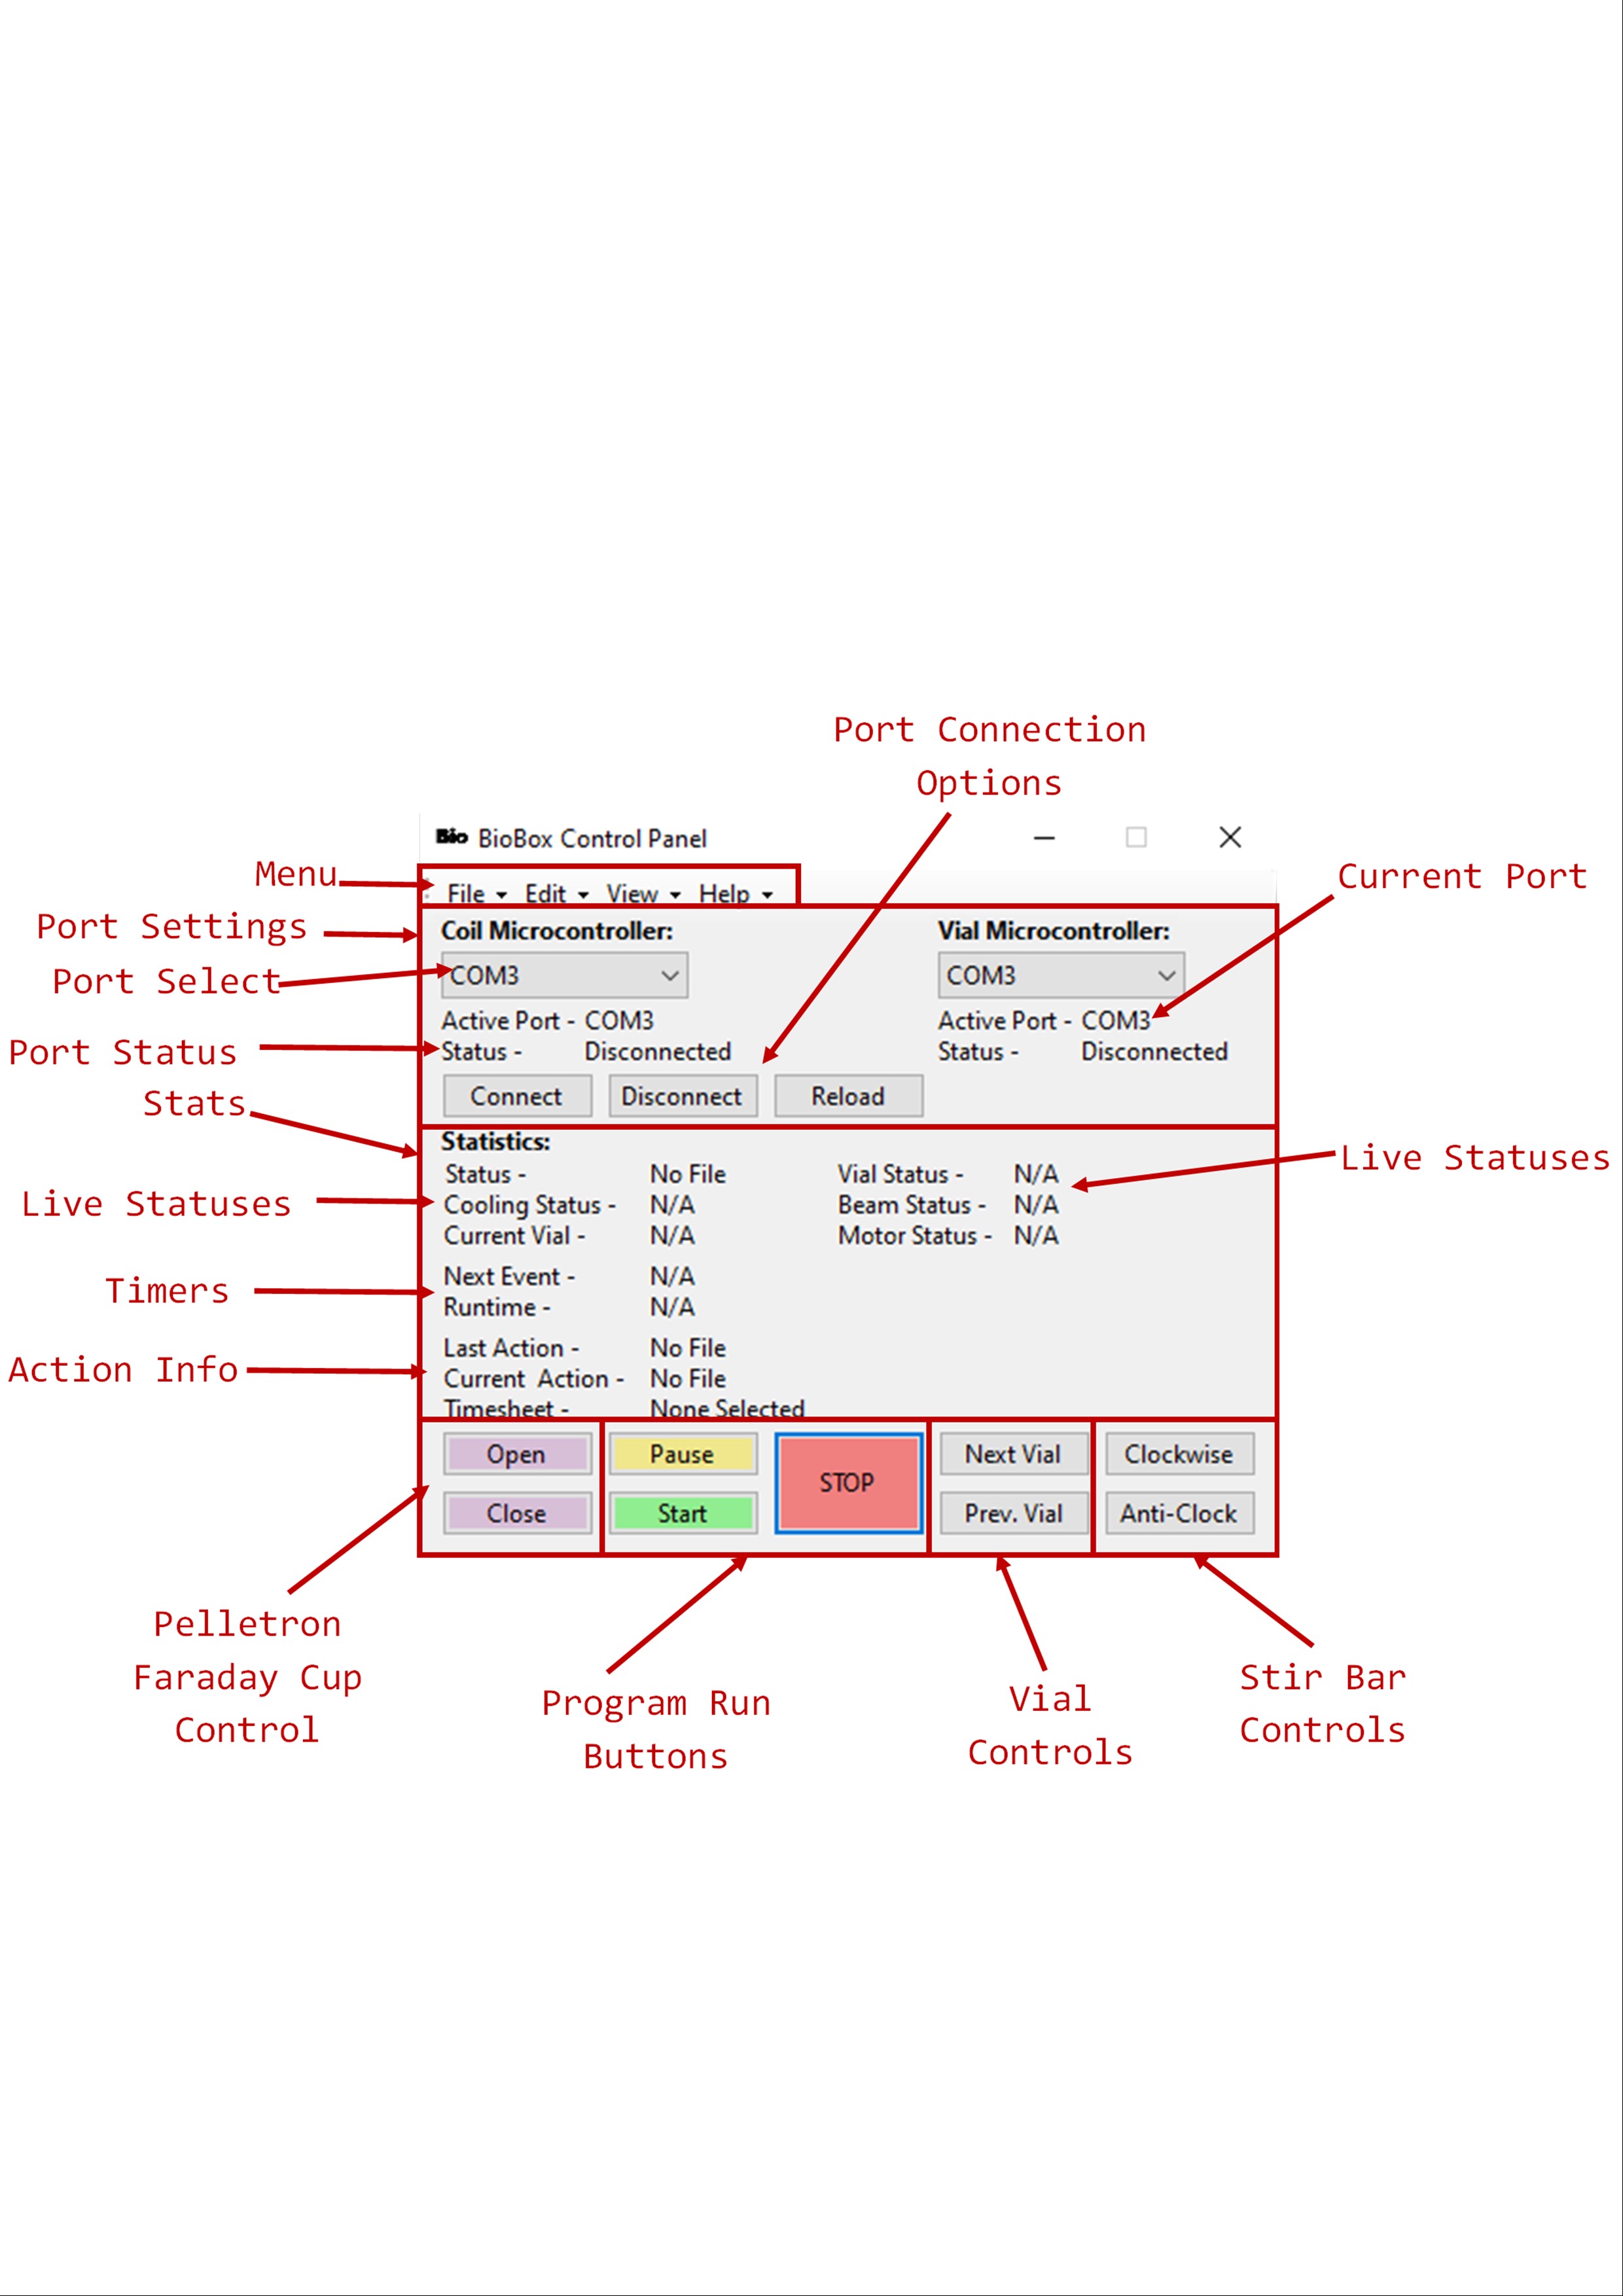 Port Connection
Options
Bio BioBox Control Panel
Menu
File Edit View Help
Current Port
Port Settings
Coil Microcontroller: Vial Microcontroller:
Port Select
COM3 COM3
Active Port - COM3 Active Port - COM3
Port Status
Status - Disconnected Status - Disconnected
Connect Disconnect Reload
Stats
Statistics:
Live Statuses
Status - No File Vial Status - N/A
Live Statuses
Cooling Status - N/A Beam Status - N/A
Current Vial - N/A Motor Status - N/A
Timers
Next Event - N/A
Runtime - N/A
Action Info
Last Action - No File
Current Action - No File
Timesheet - None Selected
Open Pause STOP Next Vial Clockwise
Close Start Prev. Vial Anti-Clock
Pelletron
Faraday Cup
Control
Program Run
Buttons
Vial
Controls
Stir Bar
Controls